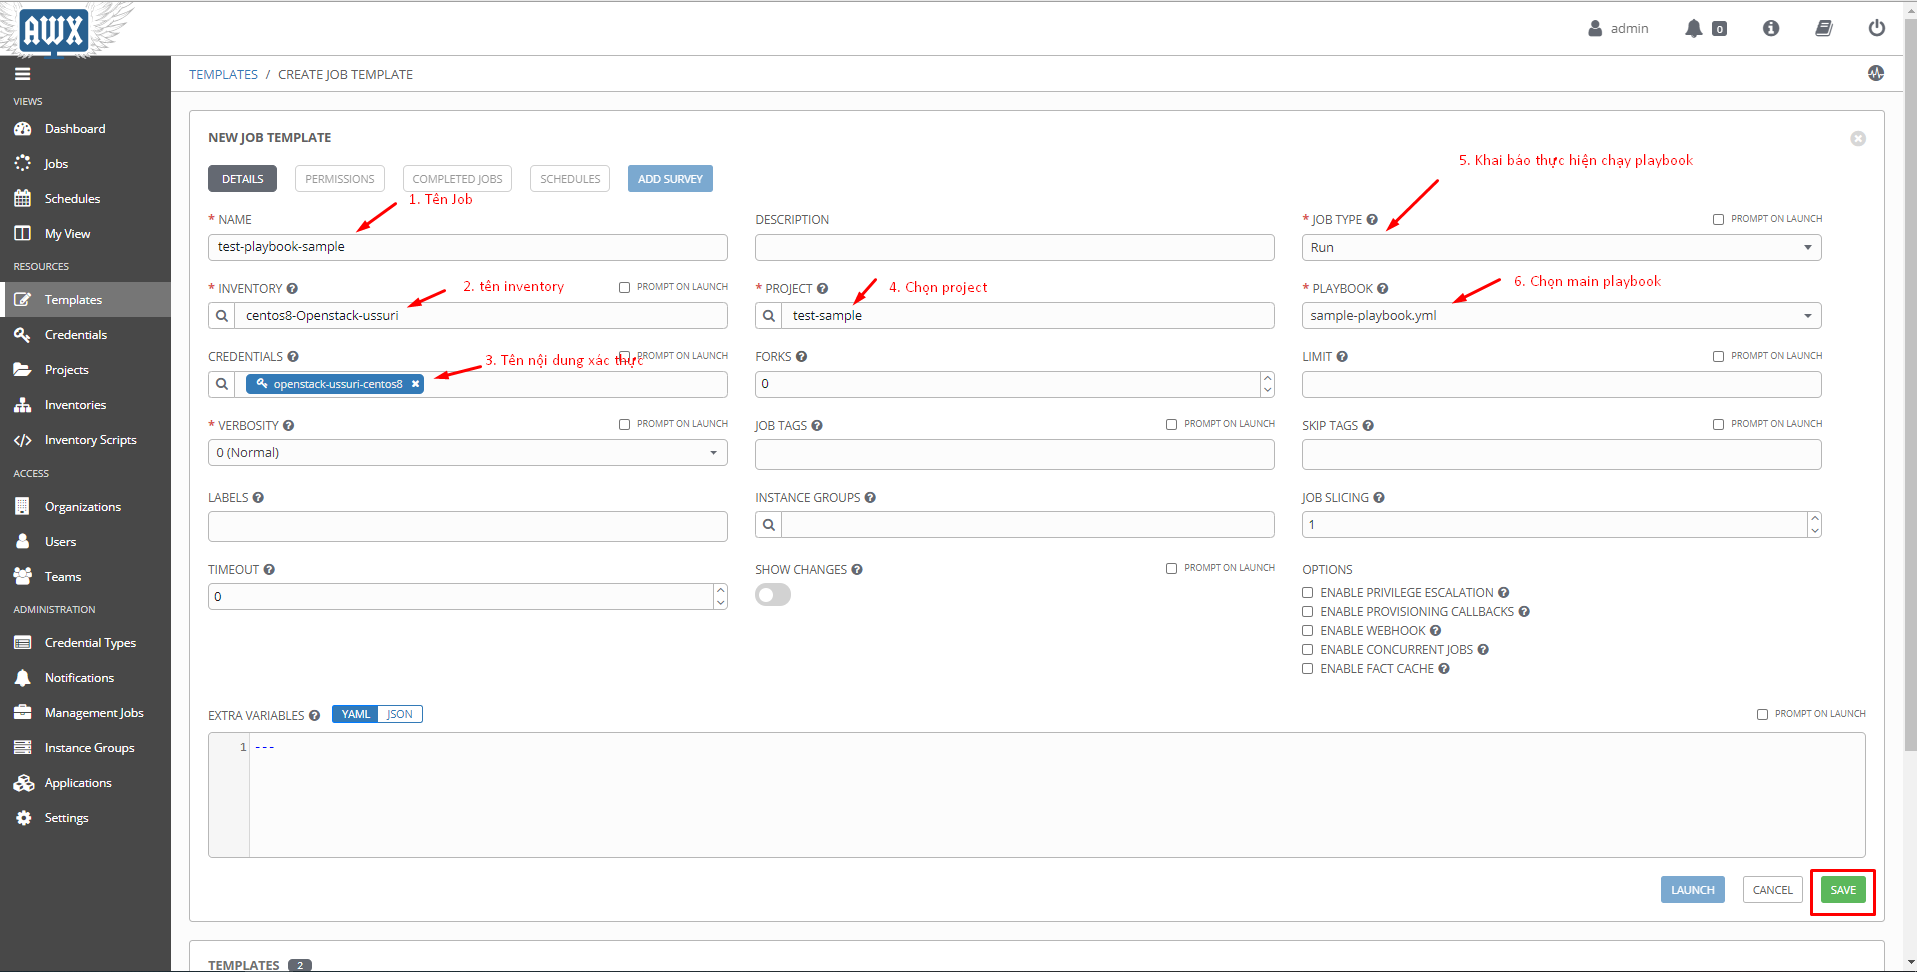 AWX
admin
0
TEMPLATES / CREATE JOB TEMPLATE
VIEWS
Dashboard
Jobs
Schedules
My View
RESOURCES
Templates
Credentials
Projects
Inventories
Inventory Scripts
ACCESS
Organizations
Users
Teams
ADMINISTRATION
Credential Types
Notifications
Management Jobs
Instance Groups
Applications
Settings
NEW JOB TEMPLATE
DETAILS PERMISSIONS COMPLETED JOBS SCHEDULES ADD SURVEY
1. Tên Job
5. Khai báo thực hiện chạy playbook
* NAME
test-playbook-sample
DESCRIPTION
* JOB TYPE PROMPT ON LAUNCH
Run
* INVENTORY PROMPT ON LAUNCH
2. tên inventory
centos8-Openstack-ussuri
* PROJECT
4. Chọn project
test-sample
* PLAYBOOK
6. Chọn main playbook
sample-playbook.yml
CREDENTIALS PROMPT ON LAUNCH
3. Tên nội dung xác thực
openstack-ussuri-centos8
FORKS
0
LIMIT PROMPT ON LAUNCH
* VERBOSITY PROMPT ON LAUNCH
0 (Normal)
JOB TAGS PROMPT ON LAUNCH
SKIP TAGS PROMPT ON LAUNCH
LABELS
INSTANCE GROUPS
JOB SLICING
1
TIMEOUT
0
SHOW CHANGES PROMPT ON LAUNCH
OPTIONS
ENABLE PRIVILEGE ESCALATION
ENABLE PROVISIONING CALLBACKS
ENABLE WEBHOOK
ENABLE CONCURRENT JOBS
ENABLE FACT CACHE
EXTRA VARIABLES YAML JSON PROMPT ON LAUNCH
1 ---
LAUNCH CANCEL SAVE
TEMPLATES 2